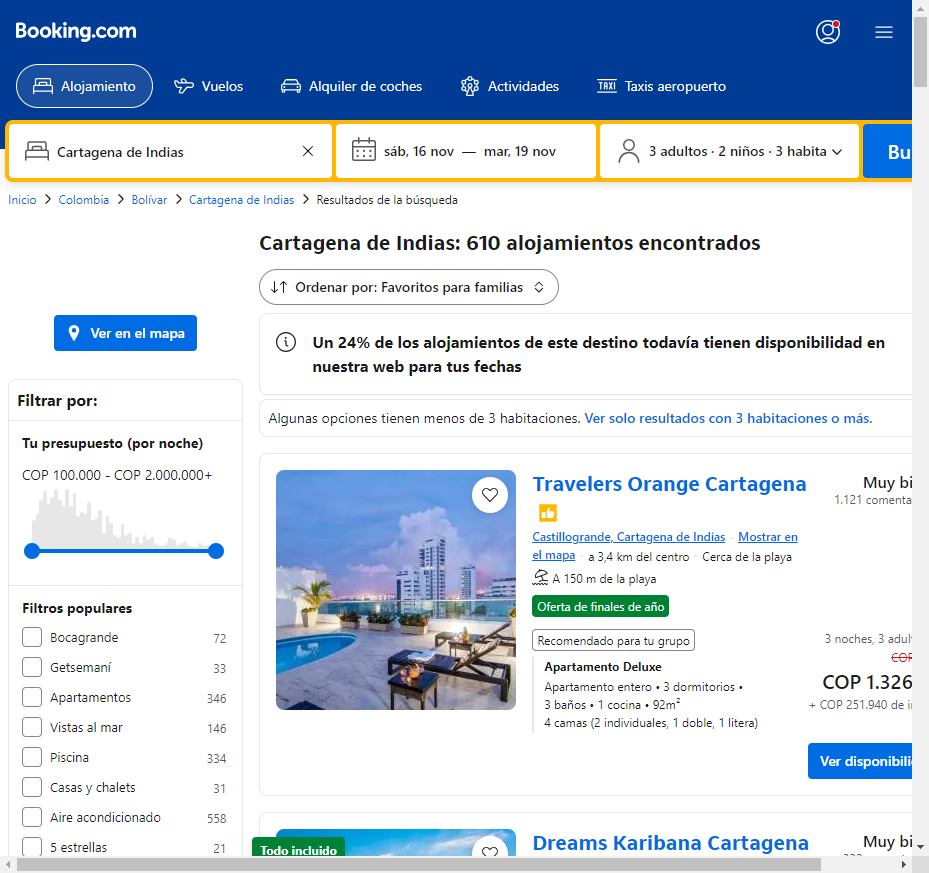 Booking.com
Alojamiento
Vuelos
Alquiler de coches
Actividades
TAXI Taxis aeropuerto
Cartagena de Indias
sáb, 16 nov — mar, 19 nov
3 adultos · 2 niños · 3 habita
Bu
Inicio > Colombia > Bolívar > Cartagena de Indias > Resultados de la búsqueda
Cartagena de Indias: 610 alojamientos encontrados
Ordenar por: Favoritos para familias
Ver en el mapa
Un 24% de los alojamientos de este destino todavía tienen disponibilidad en
nuestra web para tus fechas
Algunas opciones tienen menos de 3 habitaciones. Ver solo resultados con 3 habitaciones o más.
Filtrar por:
Tu presupuesto (por noche)
COP 100.000 - COP 2.000.000+
Filtros populares
Bocagrande 72
Getsemaní 33
Apartamentos 346
Vistas al mar 146
Piscina 334
Casas y chalets 31
Aire acondicionado 558
5 estrellas 21
Travelers Orange Cartagena
Muy bi
1.121 comenta
Castillogrande, Cartagena de Indias · Mostrar en
el mapa · a 3,4 km del centro · Cerca de la playa
A 150 m de la playa
Oferta de finales de año
Recomendado para tu grupo
Apartamento Deluxe
Apartamento entero • 3 dormitorios •
3 baños • 1 cocina • 92m²
4 camas (2 individuales, 1 doble, 1 litera)
3 noches, 3 adul
COP
COP 1.326
+ COP 251.940 de i
Ver disponibili
Todo incluido
Dreams Karibana Cartagena
Muy bi